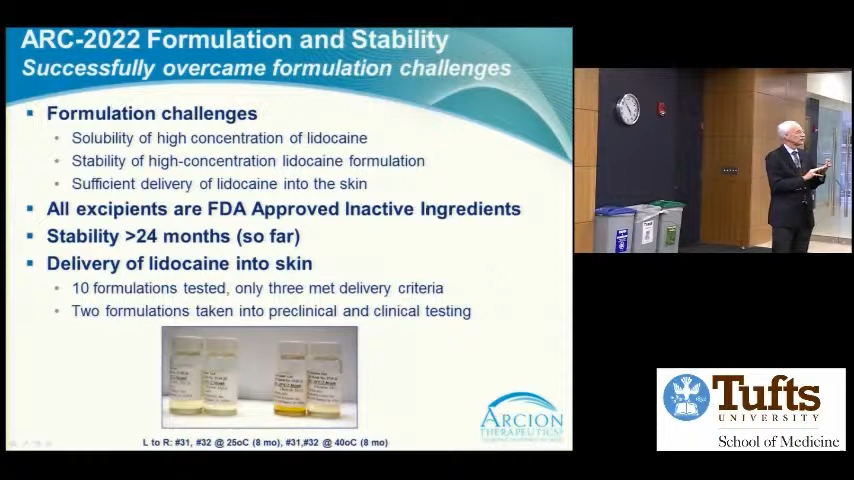 ARC-2022 Formulation and Stability
Successfully overcame formulation challenges
▪ Formulation challenges
• Solubility of high concentration of lidocaine
• Stability of high-concentration lidocaine formulation
• Sufficient delivery of lidocaine into the skin
▪ All excipients are FDA Approved Inactive Ingredients
▪ Stability >24 months (so far)
▪ Delivery of lidocaine into skin
• 10 formulations tested, only three met delivery criteria
• Two formulations taken into preclinical and clinical testing
L to R: #31, #32 @ 25oC (8 mo), #31,#32 @ 40oC (8 mo)
ARCION
THERAPEUTICS
Tufts
UNIVERSITY
School of Medicine